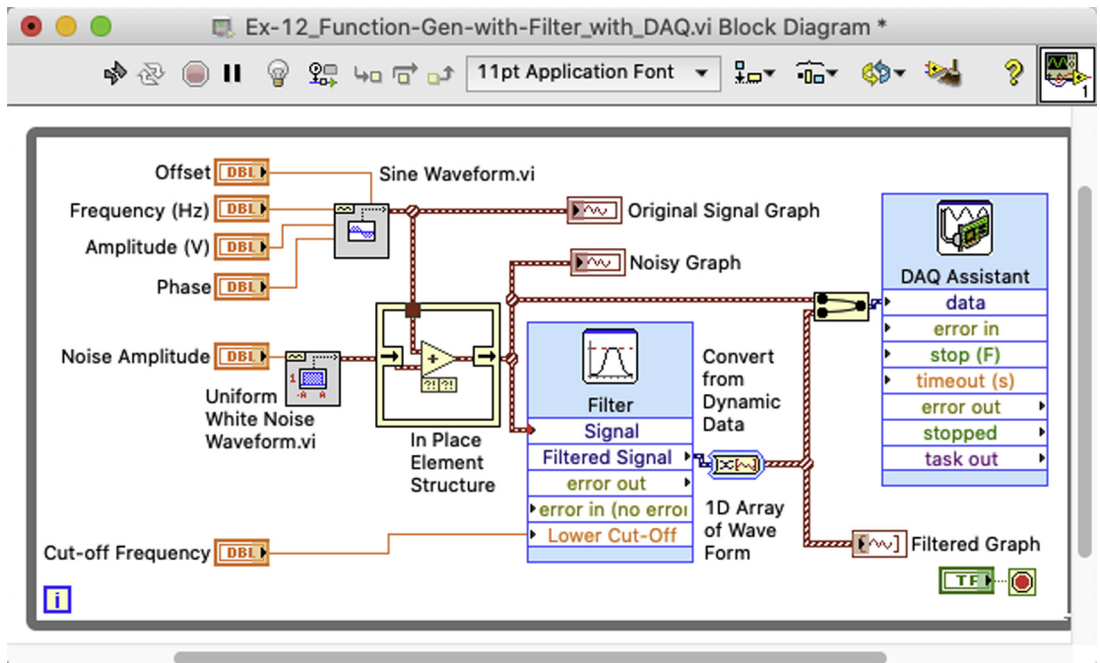 Ex-12_Function-Gen-with-Filter_with_DAQ.vi Block Diagram *
11pt Application Font
?
1
Offset
DBL
Sine Waveform.vi
Frequency (Hz)
DBL
Original Signal Graph
Amplitude (V)
DBL
Noisy Graph
Phase
DBL
DAQ Assistant
data
error in
stop (F)
timeout (s)
error out
stopped
task out
Noise Amplitude
DBL
1
-A A
Uniform
White Noise
Waveform.vi
+
?! ?!
In Place
Element
Structure
Filter
Signal
Filtered Signal
error out
error in (no erro
Lower Cut-Off
Convert
from
Dynamic
Data
1D Array
of Wave
Form
Cut-off Frequency
DBL
Filtered Graph
TF
i